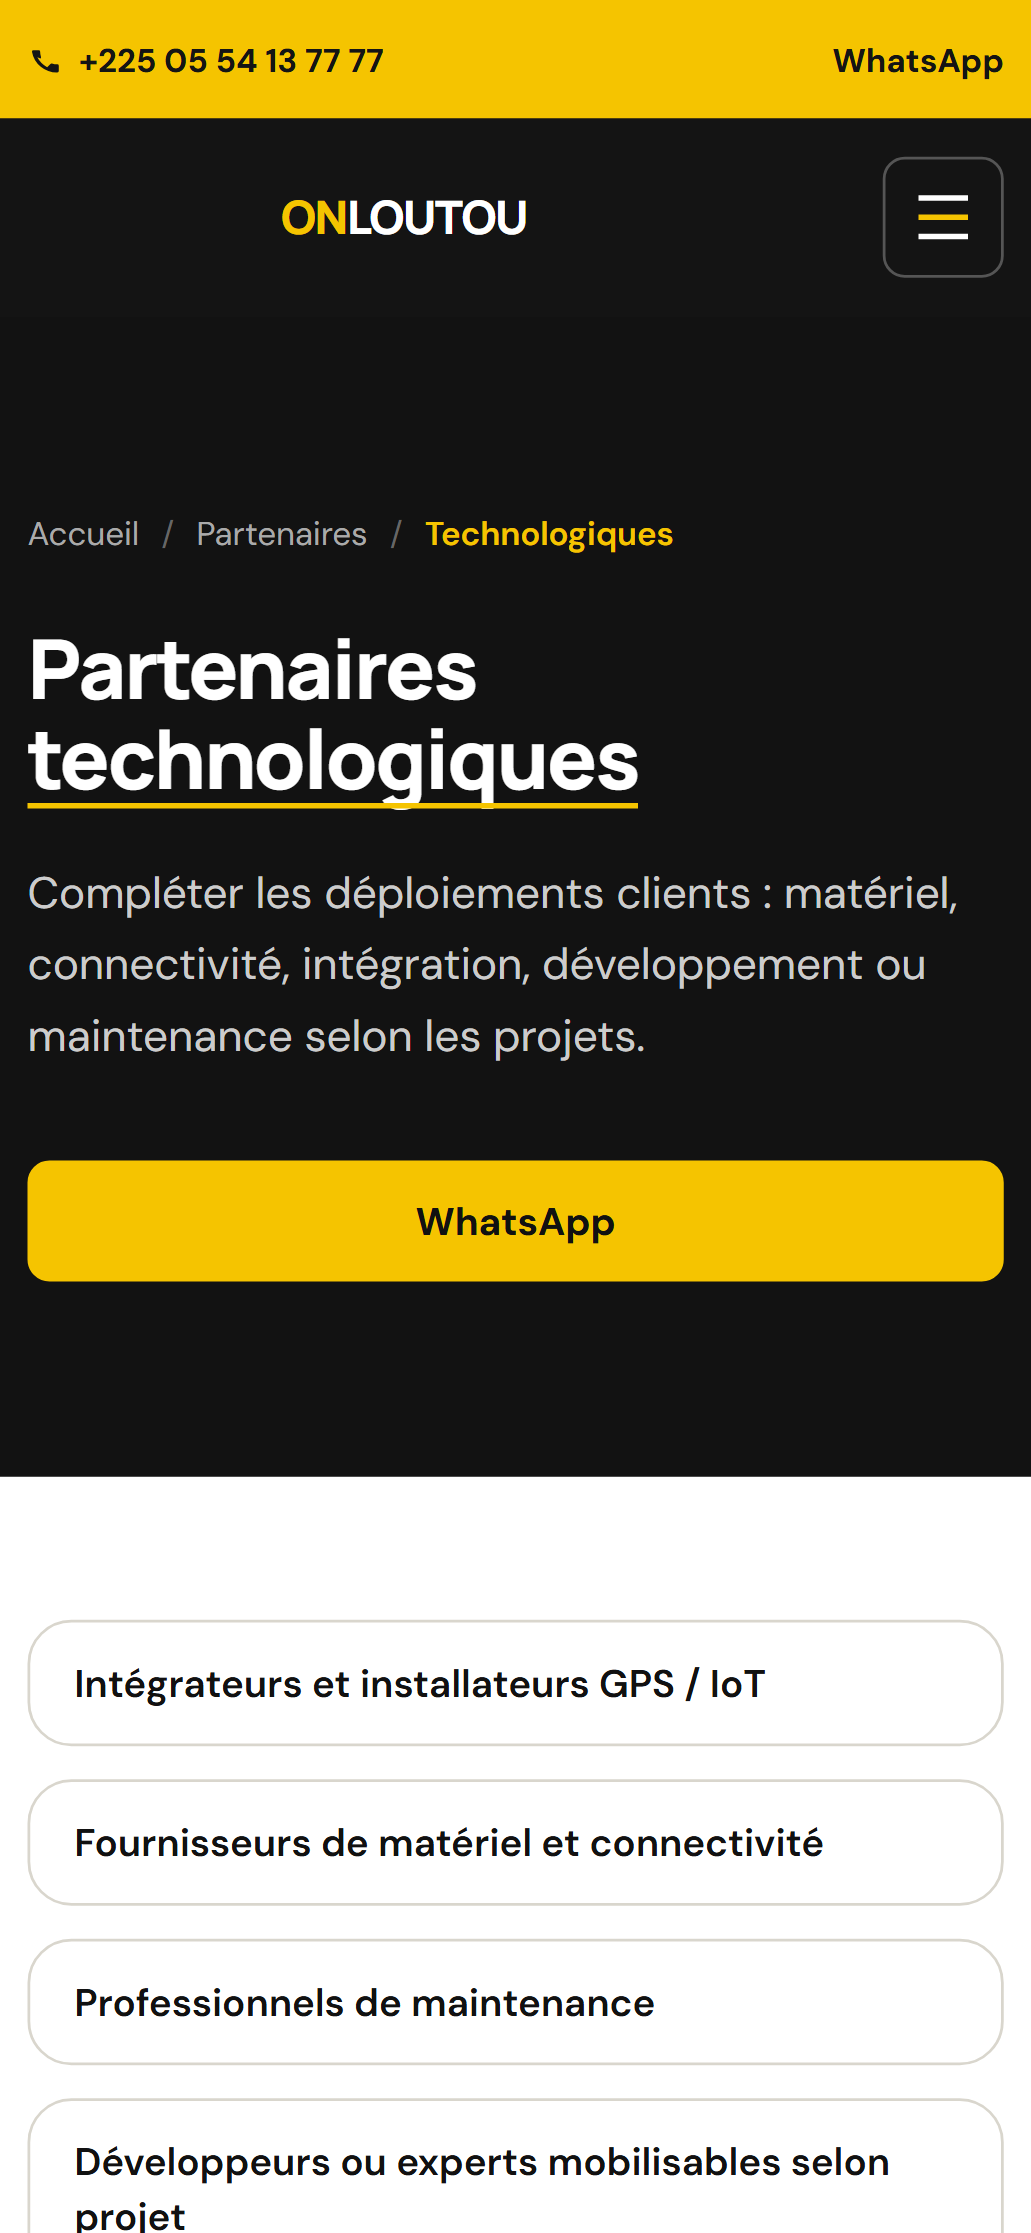 +225 05 54 13 77 77
WhatsApp
ONLOUTOU
Accueil / Partenaires / Technologiques
Partenaires
technologiques
Compléter les déploiements clients : matériel,
connectivité, intégration, développement ou
maintenance selon les projets.
WhatsApp
Intégrateurs et installateurs GPS / IoT
Fournisseurs de matériel et connectivité
Professionnels de maintenance
Développeurs ou experts mobilisables selon
projet